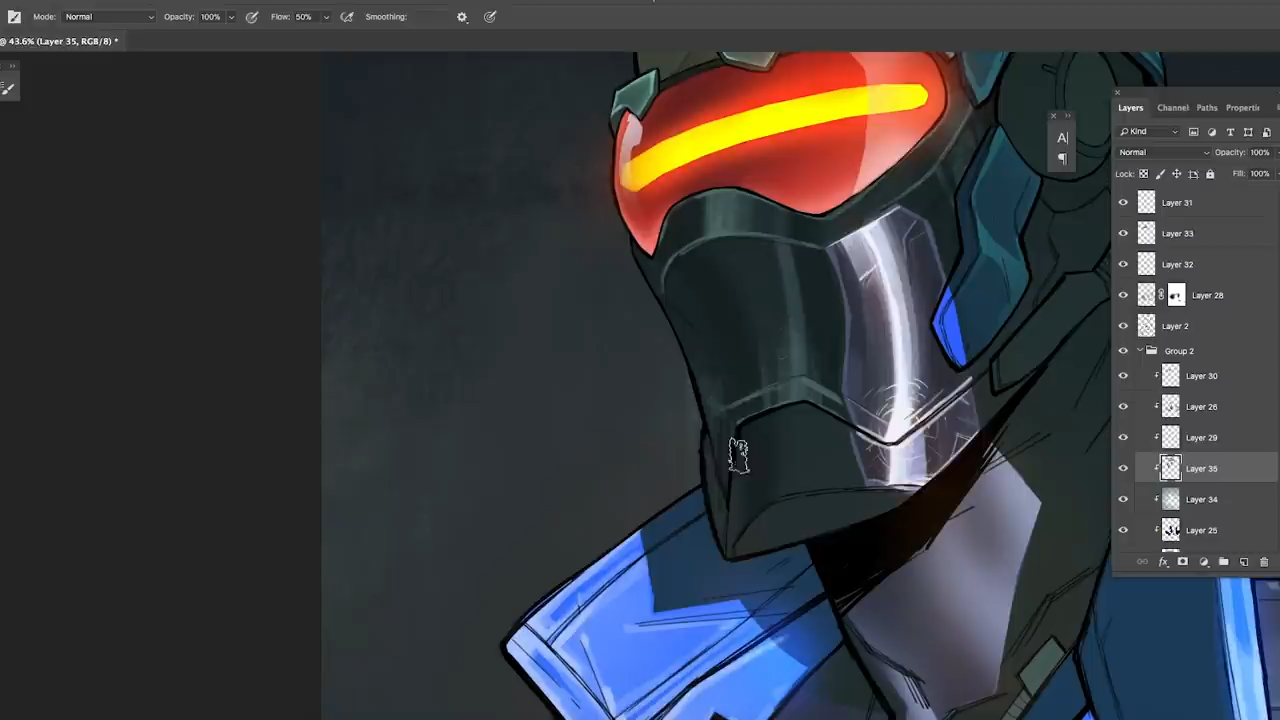 Mode: Normal Opacity: 100% Flow: 50% Smoothing:
@ 43.6% (Layer 35, RGB/8) *
Layers Channel Paths Properti
Kind
Normal Opacity: 100%
Lock: Fill: 100%
Layer 31
Layer 33
Layer 32
Layer 28
Layer 2
Group 2
Layer 30
Layer 26
Layer 29
Layer 35
Layer 34
Layer 25